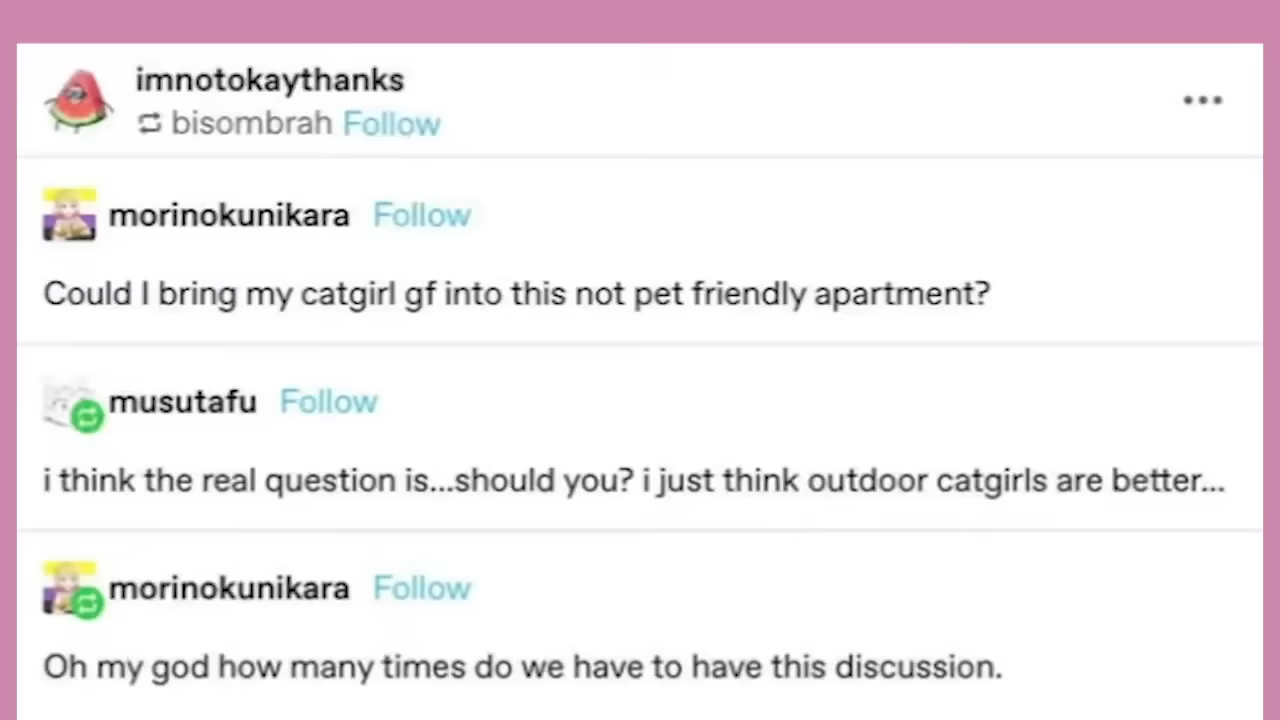 imnotokaythanks
bisombrah Follow
morinokunikara Follow
Could I bring my catgirl gf into this not pet friendly apartment?
musutafu Follow
i think the real question is...should you? i just think outdoor catgirls are better...
morinokunikara Follow
Oh my god how many times do we have to have this discussion.